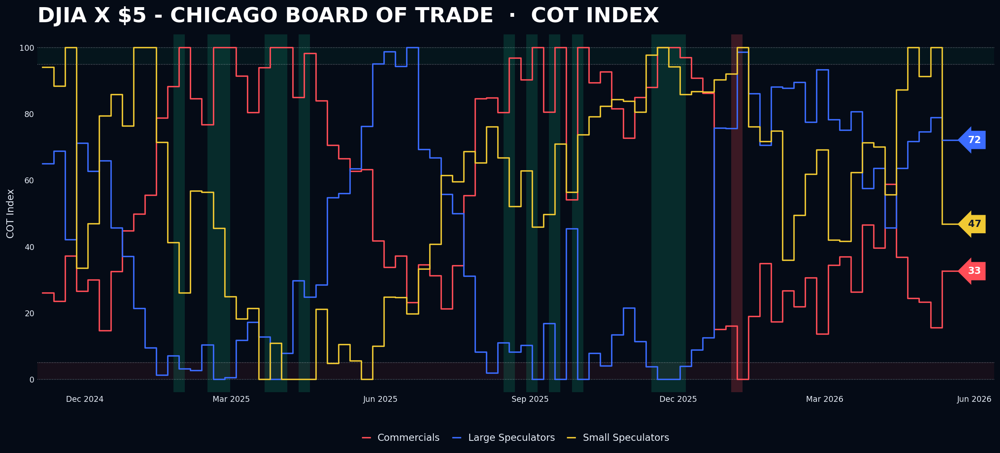 DJIA X $5 - CHICAGO BOARD OF TRADE · COT INDEX
100
80
60
40
20
0
COT Index
72
47
33
Dec 2024
Mar 2025
Jun 2025
Sep 2025
Dec 2025
Mar 2026
Jun 2026
Commercials
Large Speculators
Small Speculators